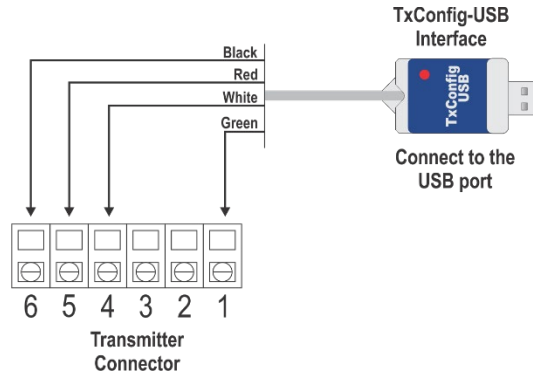 TxConfig-USB
Interface
Black
Red
White
Green
TxConfig
USB
Connect to the
USB port
6 5 4 3 2 1
Transmitter
Connector